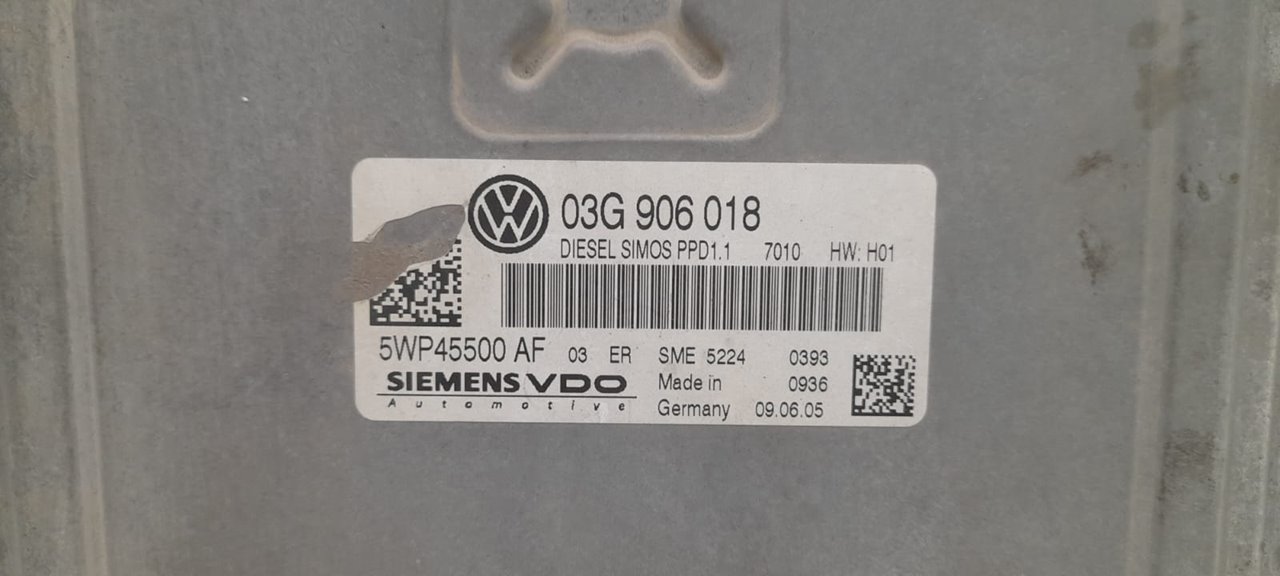 03G 906 018
DIESEL SIMOS PPD1.1 7010 HW: H01
5WP45500 AF 03 ER SME 5224 0393
SIEMENS VDO Made in 0936
Automotive Germany 09.06.05